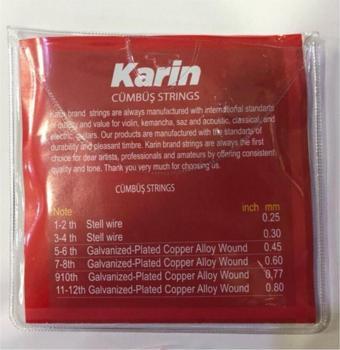 Karin
CÜMBÜŞ STRINGS
Karin brand strings are always manufactured with international standarts
of quality and value for violin, kemancha, saz and acoustic, classical, and
electric guitars. Our products are manufactured with the standarts of
durability and pleasant timbre. Karin brand strings are always the first
choice for dear artists, professionals and amateurs by offering consistent
quality and tone. Thank you very much for choosing us.
CÜMBÜŞ STRINGS
Note inch mm
1-2 th Stell wire 0.25
3-4 th Stell wire 0.30
5-6 th Galvanized-Plated Copper Alloy Wound 0.45
7-8th Galvanized-Plated Copper Alloy Wound 0.60
910th Galvanized-Plated Copper Alloy Wound 0.77
11-12th Galvanized-Plated Copper Alloy Wound 0.80